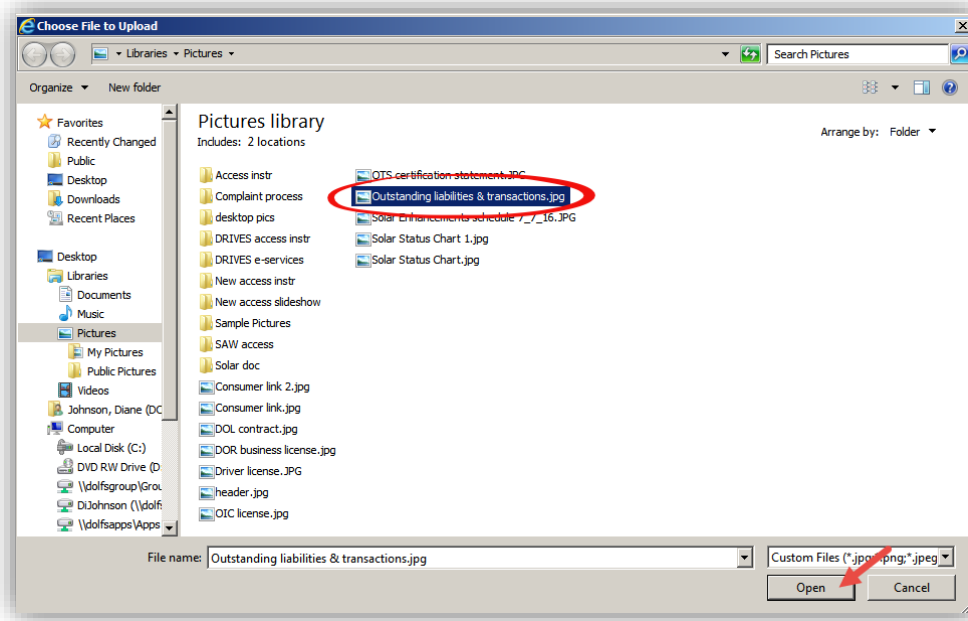 Choose File to Upload
Libraries Pictures
Search Pictures
Organize New folder
Pictures library
Includes: 2 locations
Arrange by: Folder
Favorites
Recently Changed
Public
Desktop
Downloads
Recent Places
Desktop
Libraries
Documents
Music
Pictures
My Pictures
Public Pictures
Videos
Johnson, Diane (DC
Computer
Local Disk (C:)
DVD RW Drive (D:
\\dolfsgroup\Grou
DiJohnson (\\dolfs
\\dolfsapps\Apps
Access instr
Complaint process
desktop pics
DRIVES access instr
DRIVES e-services
New access instr
New access slideshow
Sample Pictures
SAW access
Solar doc
Consumer link 2.jpg
Consumer link.jpg
DOL contract.jpg
DOR business license.jpg
Driver license.JPG
header.jpg
OIC license.jpg
OTS certification statement.JPG
Outstanding liabilities & transactions.jpg
Solar Enhancements schedule 7_7_16.JPG
Solar Status Chart 1.jpg
Solar Status Chart.jpg
File name: Outstanding liabilities & transactions.jpg
Custom Files (*.jpg;*.png;*.jpeg
Open Cancel